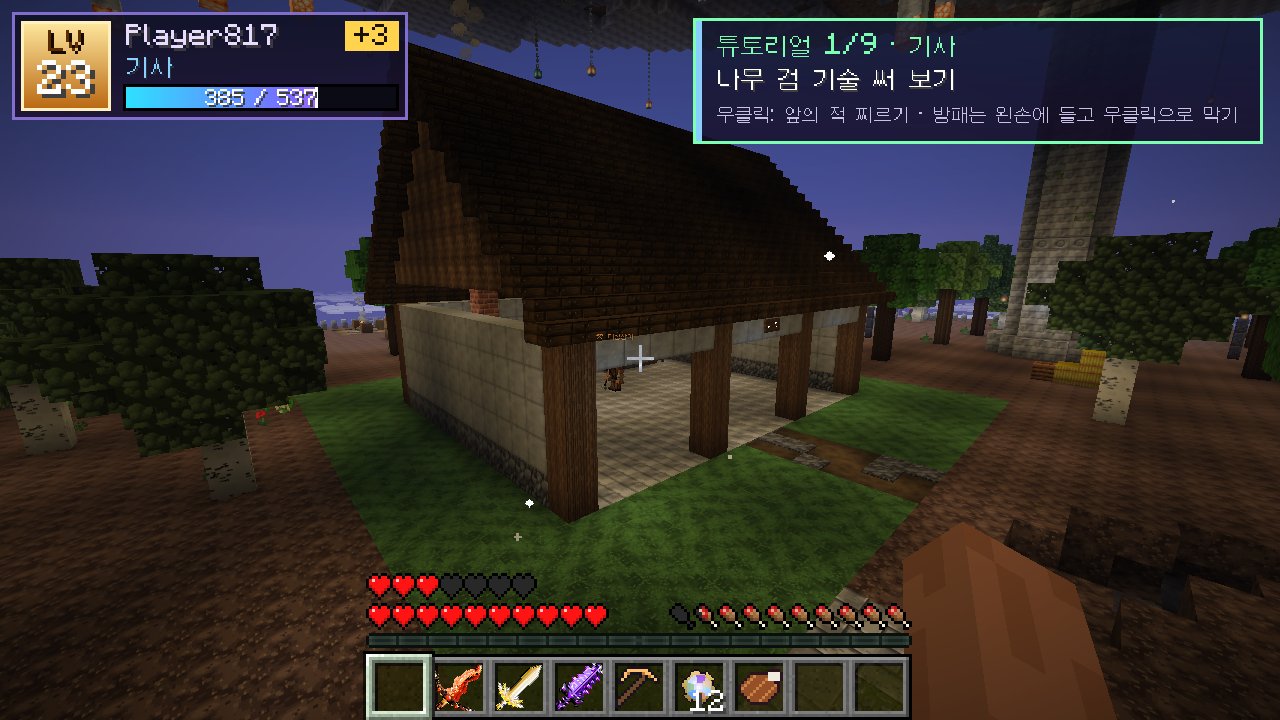 LV
23
Player817
+3
기사
385 / 537
튜토리얼 1/9 · 기사
나무 검 기술 써 보기
우클릭: 앞의 적 찌르기 · 방패는 왼손에 들고 우클릭으로 막기
12